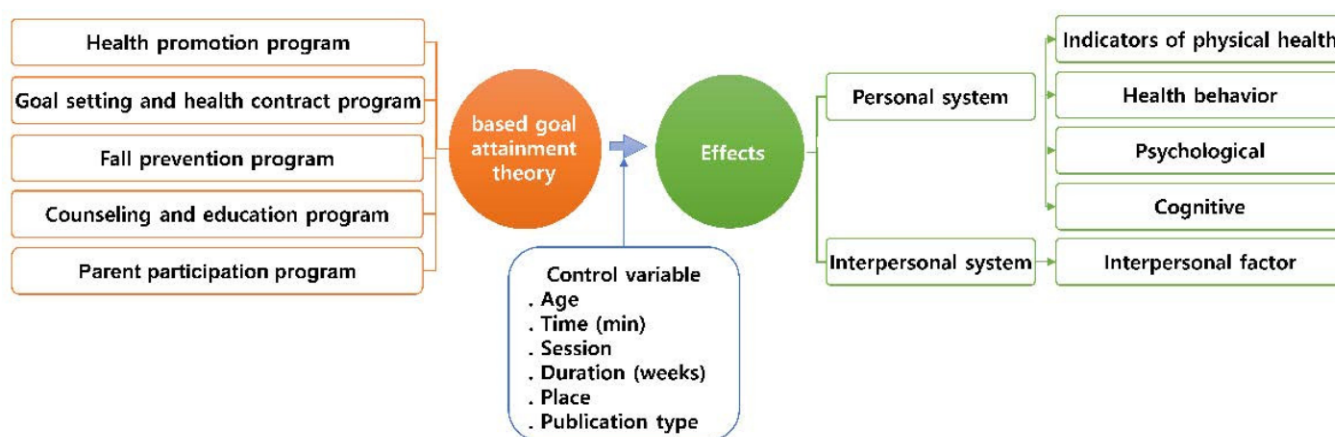 Health promotion program
Goal setting and health contract program
Fall prevention program
Counseling and education program
Parent participation program
based goal
attainment
theory
Control variable
. Age
. Time (min)
. Session
. Duration (weeks)
. Place
. Publication type
Effects
Personal system
Interpersonal system
Indicators of physical health
Health behavior
Psychological
Cognitive
Interpersonal factor